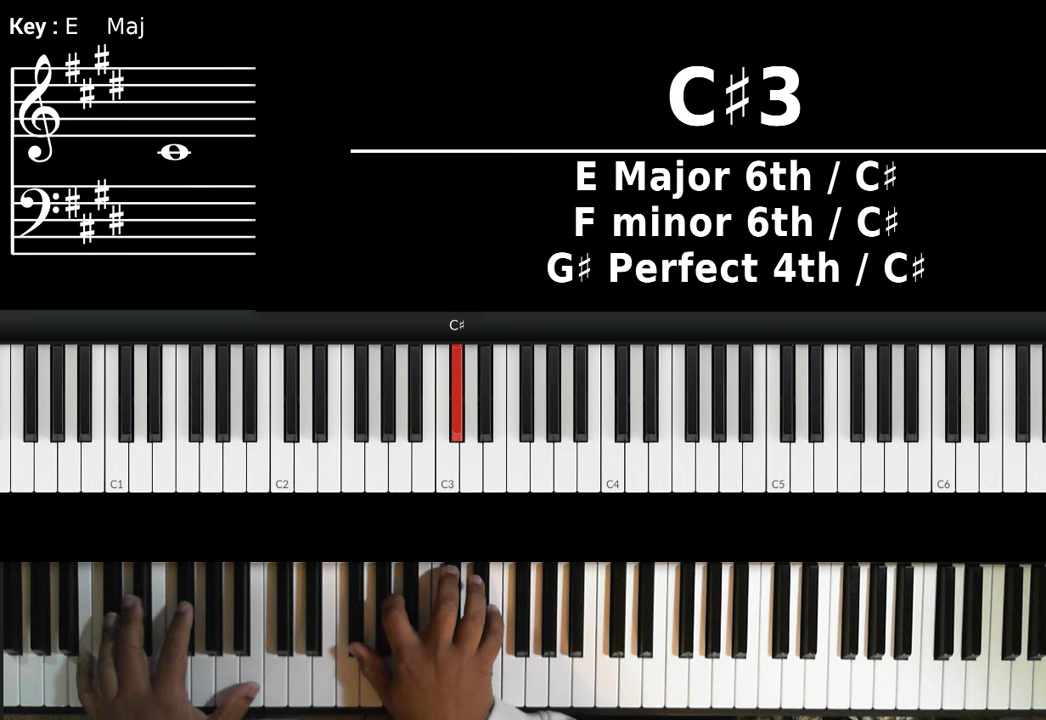 Key : E Maj
C♯3
E Major 6th / C♯
F minor 6th / C♯
G♯ Perfect 4th / C♯
C♯
C1 C2 C3 C4 C5 C6